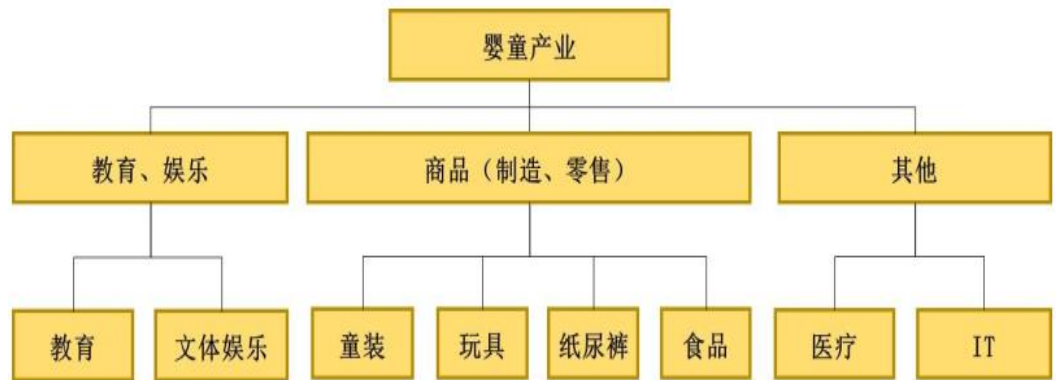 婴童产业
教育、娱乐
商品（制造、零售）
其他
教育
文体娱乐
童装
玩具
纸尿裤
食品
医疗
IT